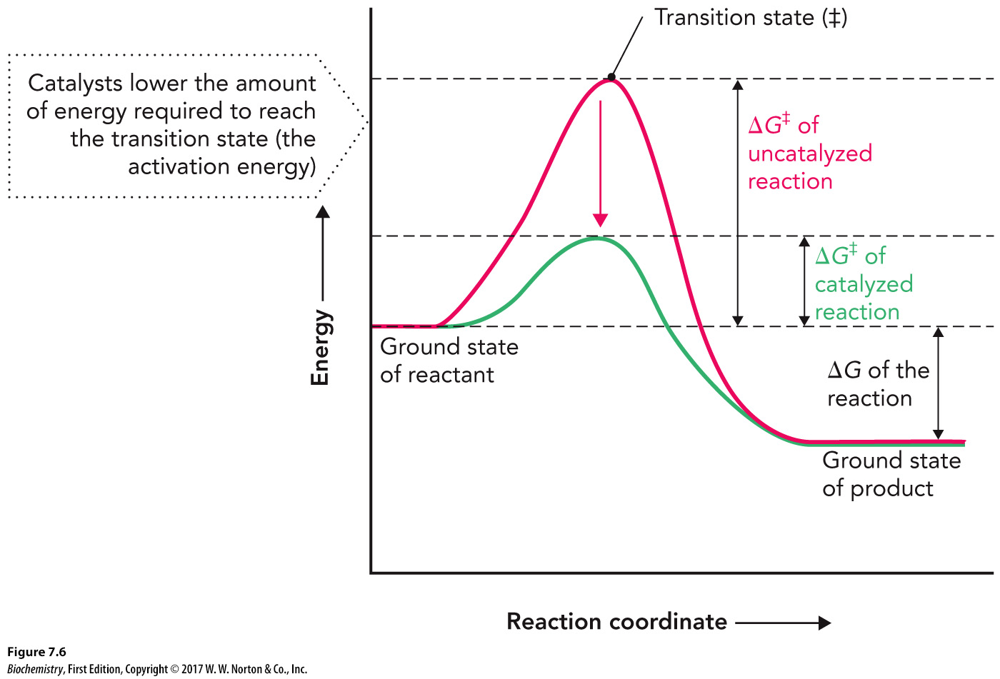 Transition state (‡)
Catalysts lower the amount
of energy required to reach
the transition state (the
activation energy)
ΔG‡ of
uncatalyzed
reaction
ΔG‡ of
catalyzed
reaction
Energy
Ground state
of reactant
ΔG of the
reaction
Ground state
of product
Reaction coordinate
Figure 7.6
Biochemistry, First Edition, Copyright © 2017 W. W. Norton & Co., Inc.